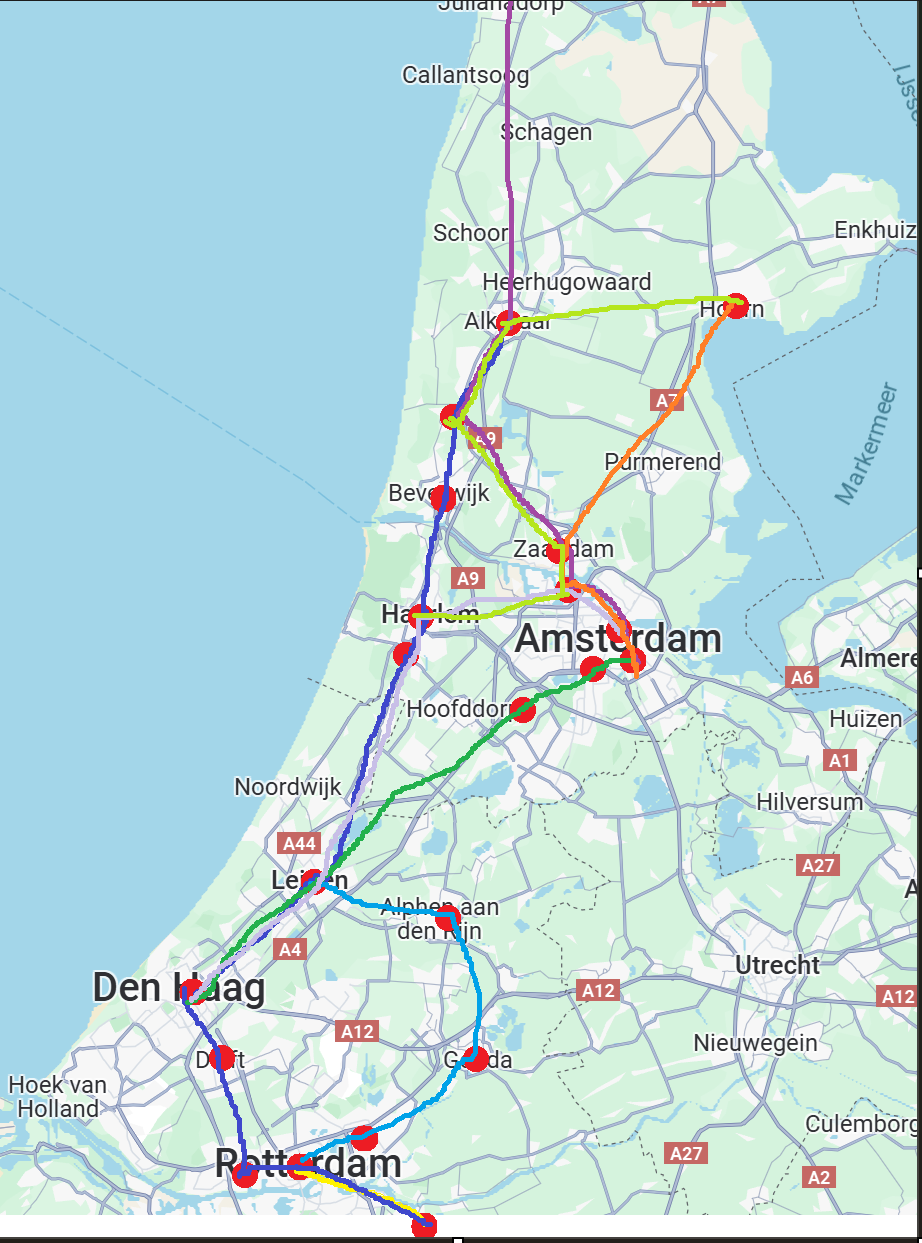 Julianadorp
Callantsoog
Schagen
Schoorl
Enkhuiz
Heerhugowaard
Hoorn
Alkmaar
A7
A9
Markermeer
Purmerend
Beverwijk
Zaandam
A9
Haarlem
Amsterdam
Almere
A6
Hoofddorp
Huizen
A1
Noordwijk
Hilversum
A44
A27
Leiden
Alphen aan
den Rijn
A4
Utrecht
Den Haag
A12
A12
A12
Nieuwegein
Delft
Gouda
Hoek van
Holland
Culemborg
A27
Rotterdam
A2